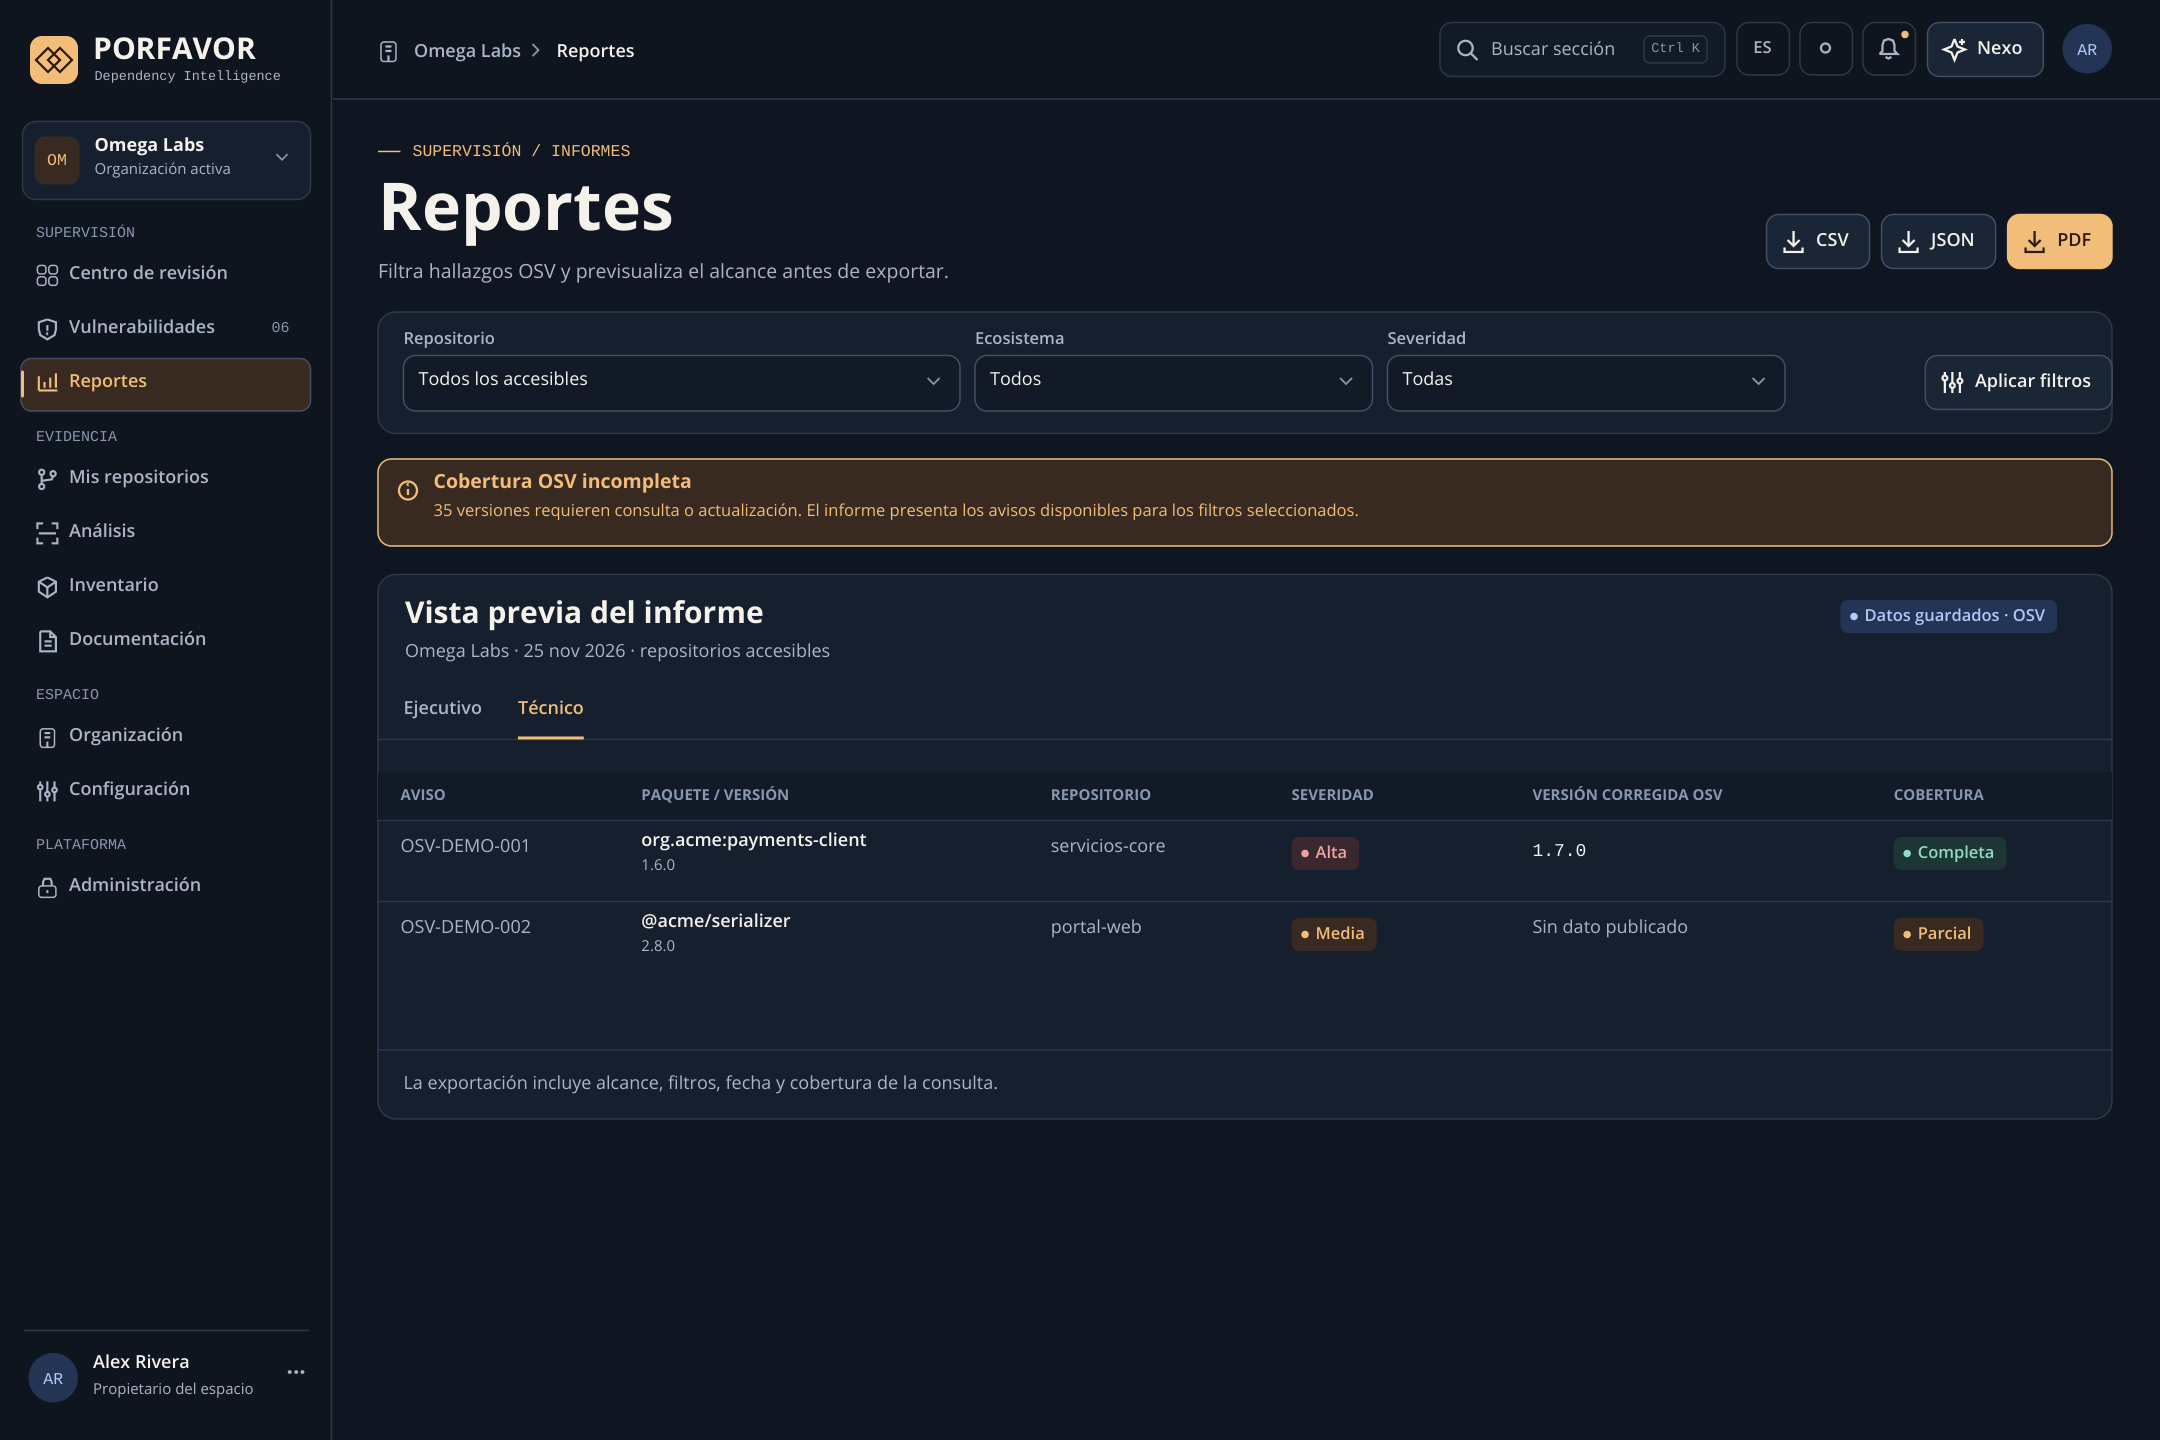 PORFAVOR
Dependency Intelligence
OM
Omega Labs
Organización activa
SUPERVISIÓN
Centro de revisión
Vulnerabilidades 06
Reportes
EVIDENCIA
Mis repositorios
Análisis
Inventario
Documentación
ESPACIO
Organización
Configuración
PLATAFORMA
Administración
AR
Alex Rivera
Propietario del espacio
Omega Labs > Reportes
Buscar sección Ctrl K
ES
Nexo
AR
SUPERVISIÓN / INFORMES
Reportes
Filtra hallazgos OSV y previsualiza el alcance antes de exportar.
CSV JSON PDF
Repositorio Ecosistema Severidad
Todos los accesibles Todos Todas Aplicar filtros
Cobertura OSV incompleta
35 versiones requieren consulta o actualización. El informe presenta los avisos disponibles para los filtros seleccionados.
Vista previa del informe
Datos guardados · OSV
Omega Labs · 25 nov 2026 · repositorios accesibles
Ejecutivo Técnico
AVISO PAQUETE / VERSIÓN REPOSITORIO SEVERIDAD VERSIÓN CORREGIDA OSV COBERTURA
OSV-DEMO-001 org.acme:payments-client servicios-core Alta 1.7.0 Completa
1.6.0
OSV-DEMO-002 @acme/serializer portal-web Media Sin dato publicado Parcial
2.8.0
La exportación incluye alcance, filtros, fecha y cobertura de la consulta.